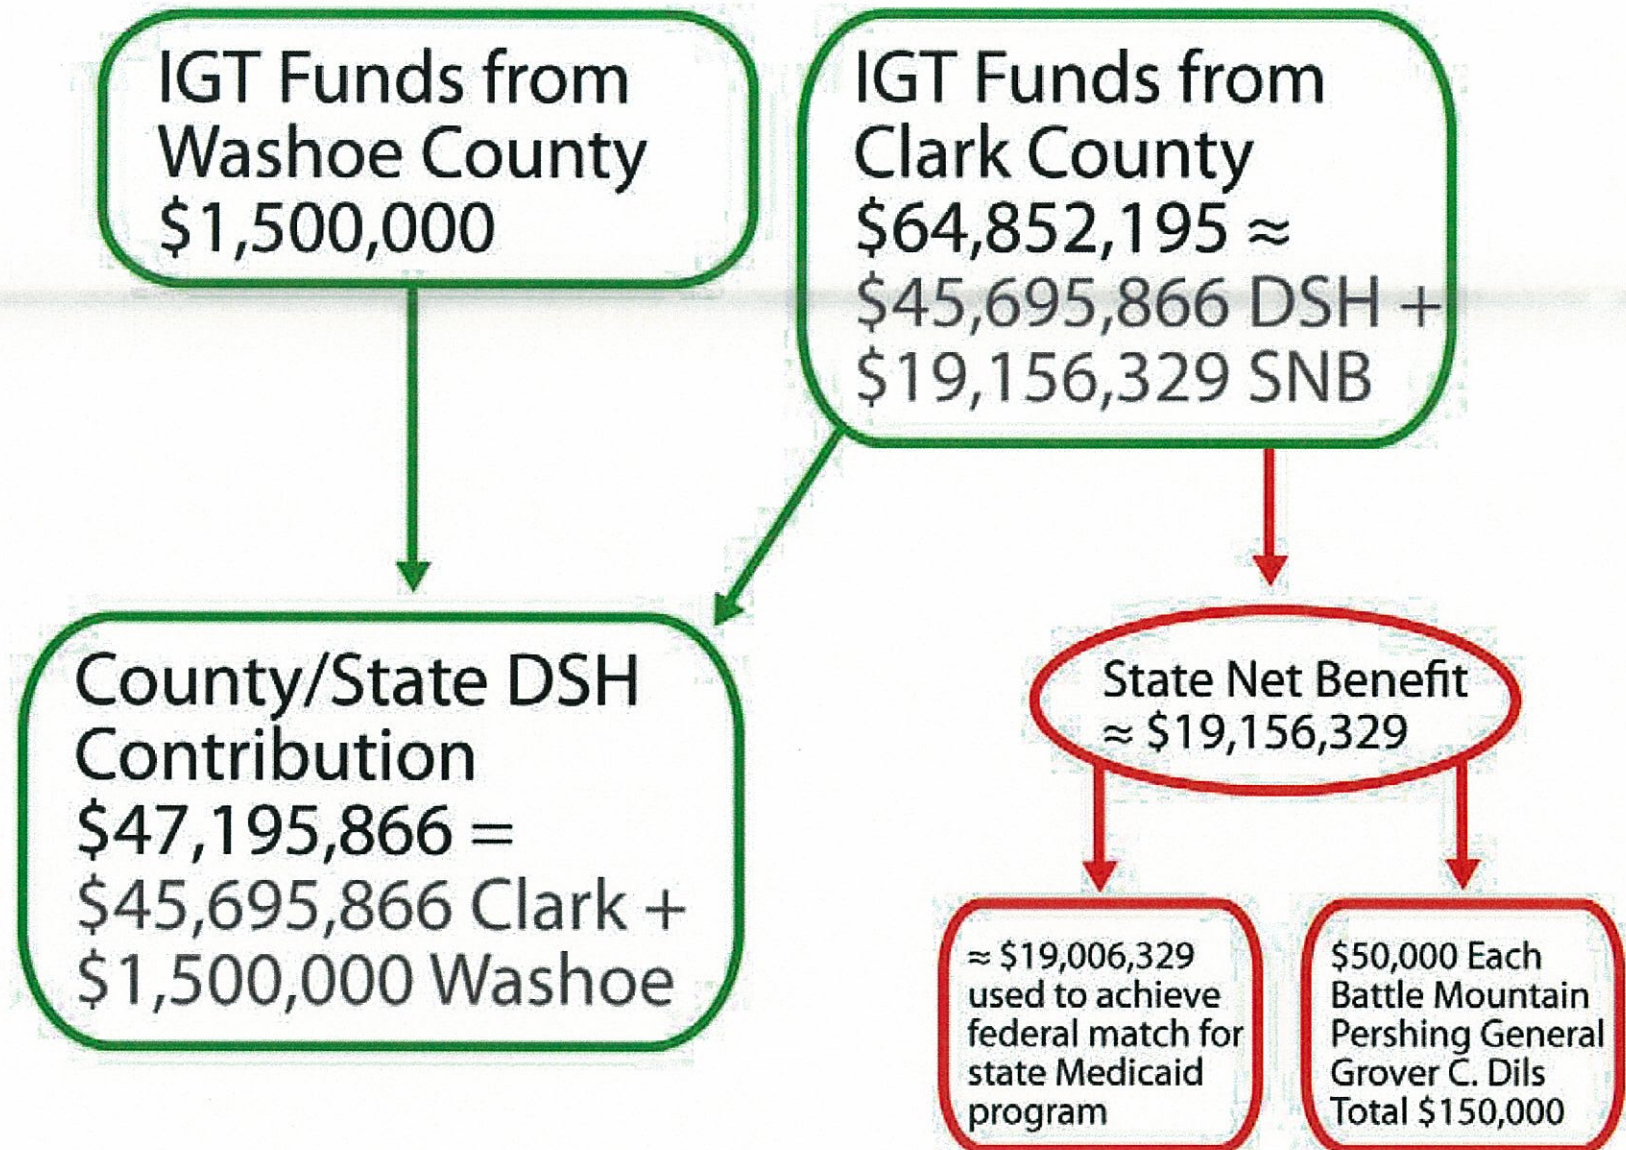 IGT Funds from
Washoe County
$1,500,000
IGT Funds from
Clark County
$64,852,195 ≈
$45,695,866 DSH +
$19,156,329 SNB
County/State DSH
Contribution
$47,195,866 =
$45,695,866 Clark +
$1,500,000 Washoe
State Net Benefit
≈ $19,156,329
≈ $19,006,329
used to achieve
federal match for
state Medicaid
program
$50,000 Each
Battle Mountain
Pershing General
Grover C. Dils
Total $150,000